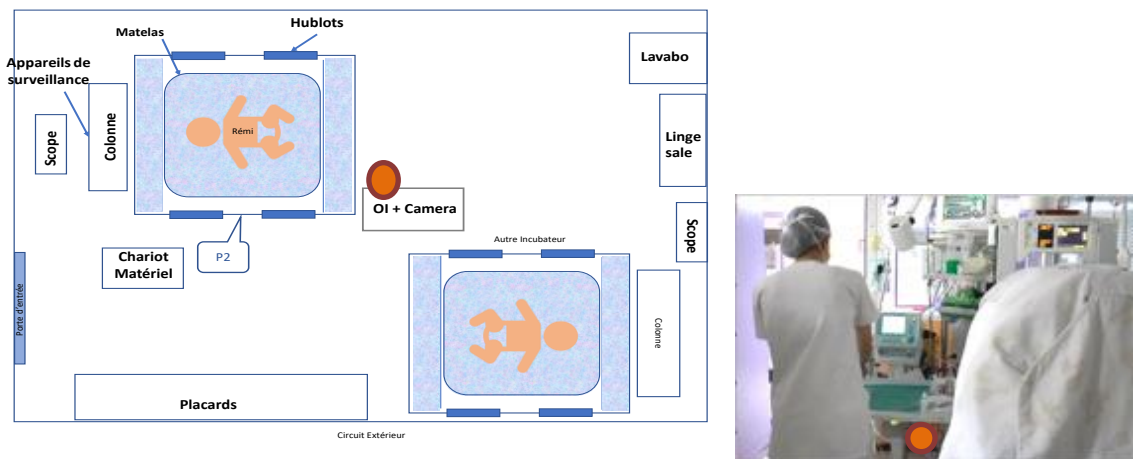 Hublots
Matelas
Appareils de
surveillance
Lavabo
Scope
Colonne
Rémi
Linge
sale
OI + Camera
Scope
P2
Chariot
Matériel
Autre Incubateur
Porte d'entrée
Colonne
Placards
Circuit Extérieur